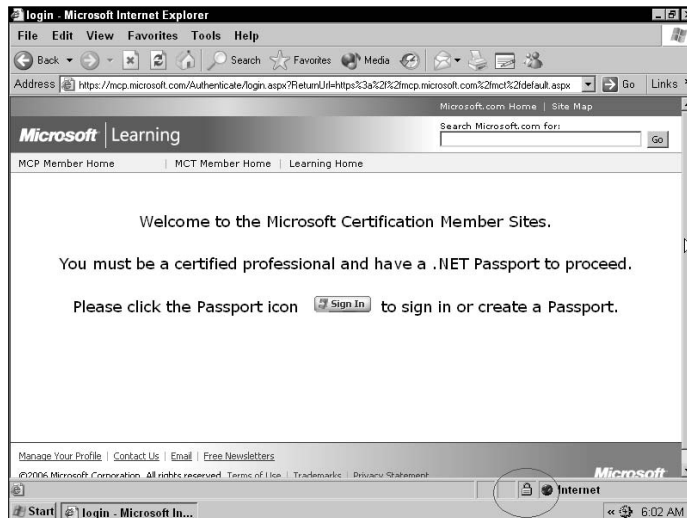 login - Microsoft Internet Explorer
File Edit View Favorites Tools Help
Back Search Favorites Media
Address https://mcp.microsoft.com/Authenticate/login.aspx?ReturnUrl=https%3a%2f%2fmcp.microsoft.com%2fmct%2fdefault.aspx Go Links
Microsoft.com Home | Site Map
Microsoft | Learning
Search Microsoft.com for:
Go
MCP Member Home | MCT Member Home | Learning Home
Welcome to the Microsoft Certification Member Sites.
You must be a certified professional and have a .NET Passport to proceed.
Please click the Passport icon Sign In to sign in or create a Passport.
Manage Your Profile | Contact Us | Email | Free Newsletters
©2006 Microsoft Corporation. All rights reserved. Terms of Use | Trademarks | Privacy Statement
Microsoft
Internet
Start login - Microsoft In... « 6:02 AM